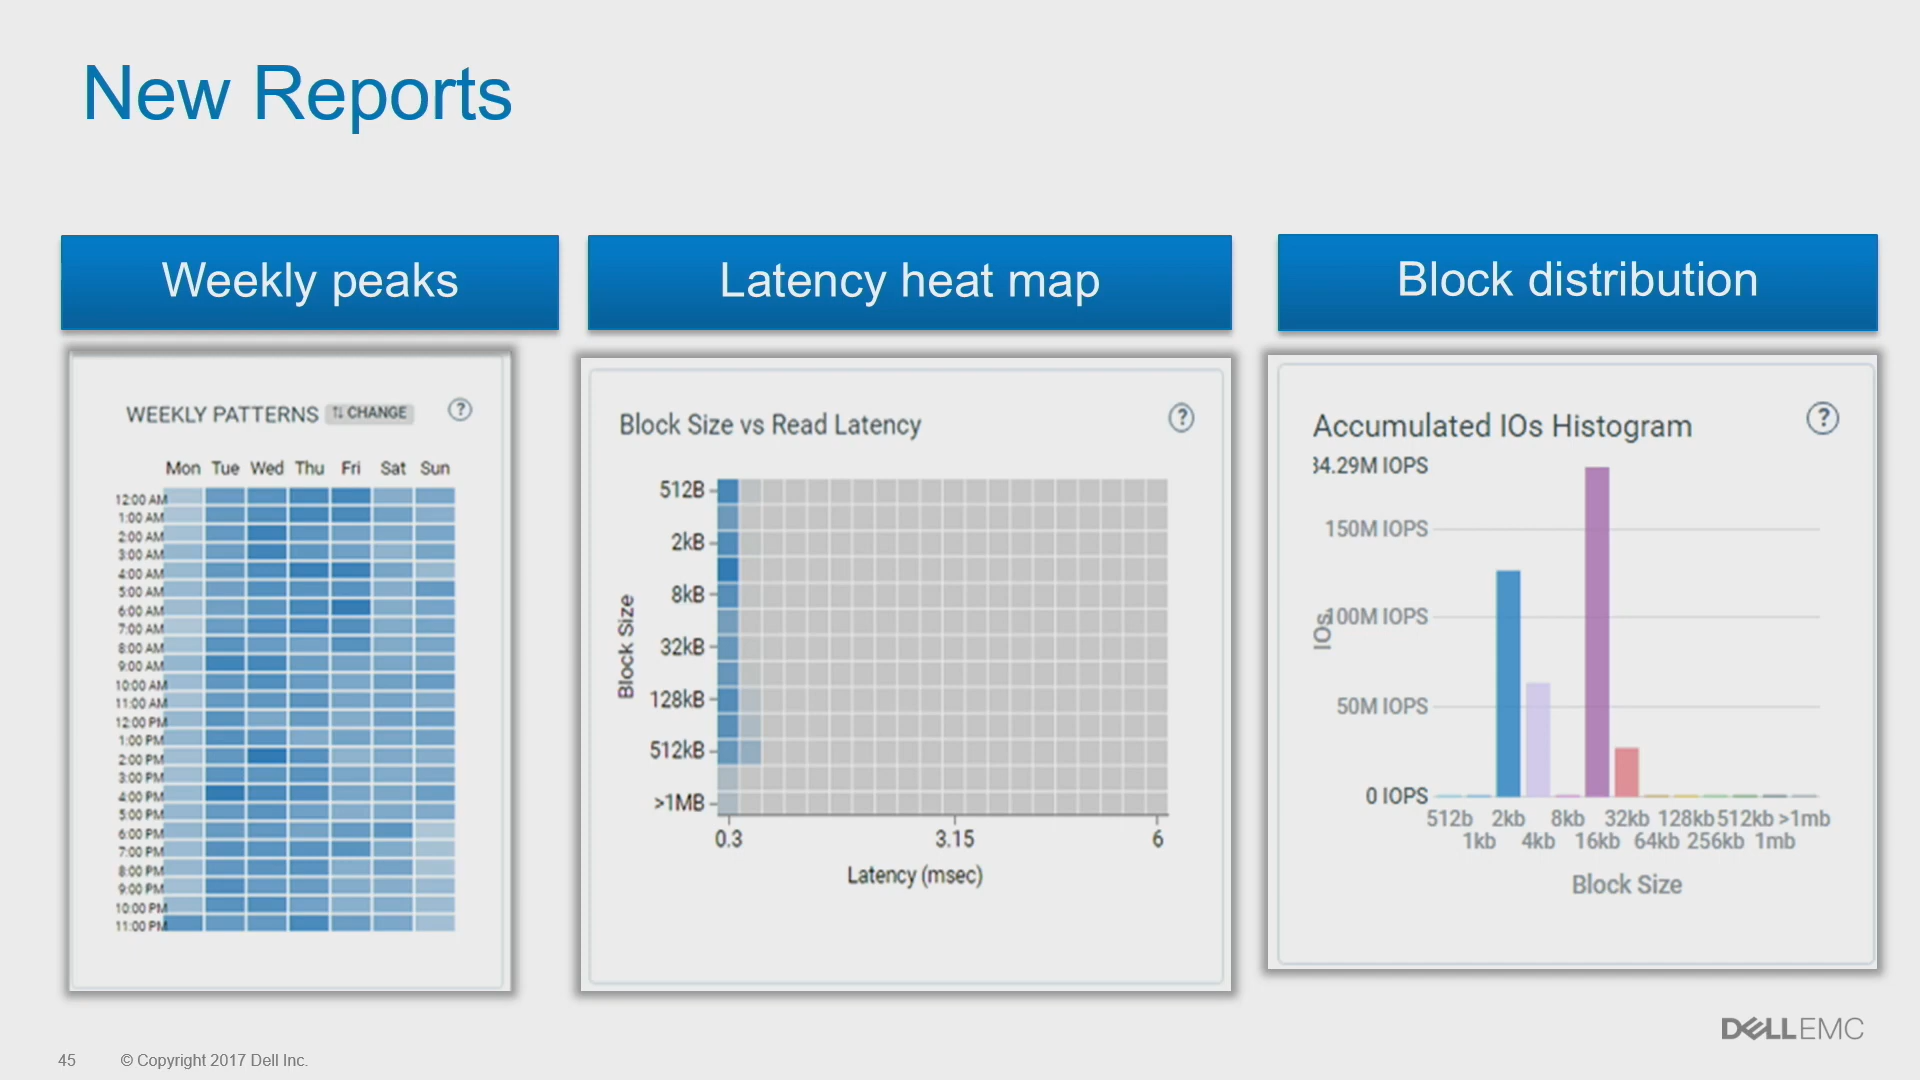 New Reports
Weekly peaks
Latency heat map
Block distribution
WEEKLY PATTERNS ⇅ CHANGE ?
Mon Tue Wed Thu Fri Sat Sun
12:00 AM
1:00 AM
2:00 AM
3:00 AM
4:00 AM
5:00 AM
6:00 AM
7:00 AM
8:00 AM
9:00 AM
10:00 AM
11:00 AM
12:00 PM
1:00 PM
2:00 PM
3:00 PM
4:00 PM
5:00 PM
6:00 PM
7:00 PM
8:00 PM
9:00 PM
10:00 PM
11:00 PM
Block Size vs Read Latency ?
Block Size
512B
2kB
8kB
32kB
128kB
512kB
>1MB
0.3 3.15 6
Latency (msec)
Accumulated IOs Histogram ?
34.29M IOPS
150M IOPS
100M IOPS
50M IOPS
0 IOPS
IOs
512b 2kb 8kb 32kb 128kb 512kb >1mb
1kb 4kb 16kb 64kb 256kb 1mb
Block Size
DELLEMC
45 © Copyright 2017 Dell Inc.